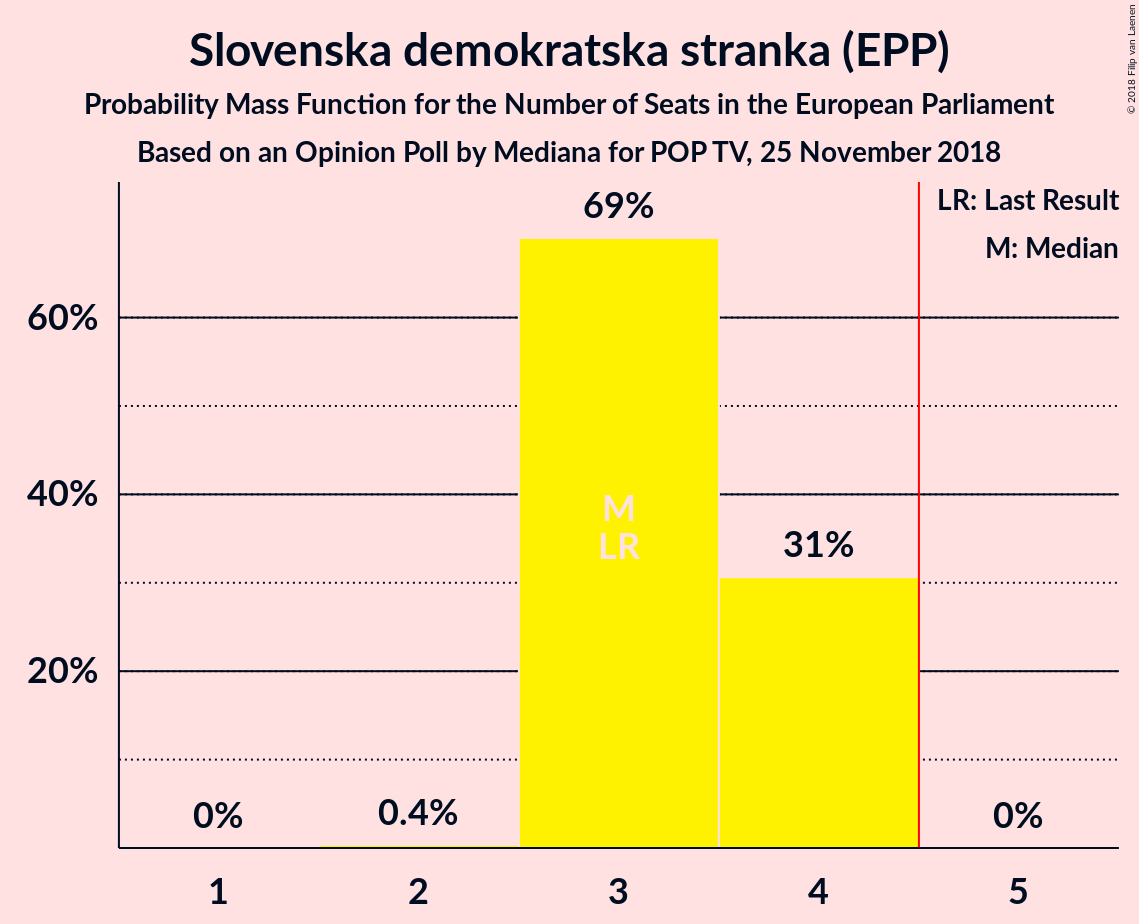 Slovenska demokratska stranka (EPP)
Probability Mass Function for the Number of Seats in the European Parliament
Based on an Opinion Poll by Mediana for POP TV, 25 November 2018
© 2018 Filip van Laenen
LR: Last Result
M: Median
60%
40%
20%
0%
0.4%
69%
M
LR
31%
0%
1
2
3
4
5